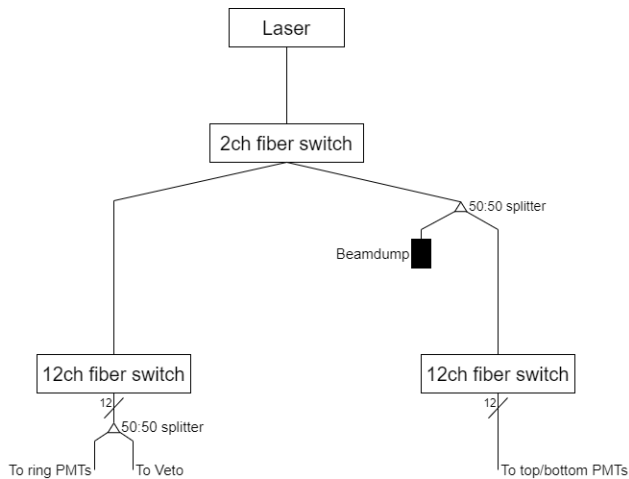 Laser
2ch fiber switch
50:50 splitter
Beamdump
12ch fiber switch
12ch fiber switch
12
12
50:50 splitter
To ring PMTs
To Veto
To top/bottom PMTs